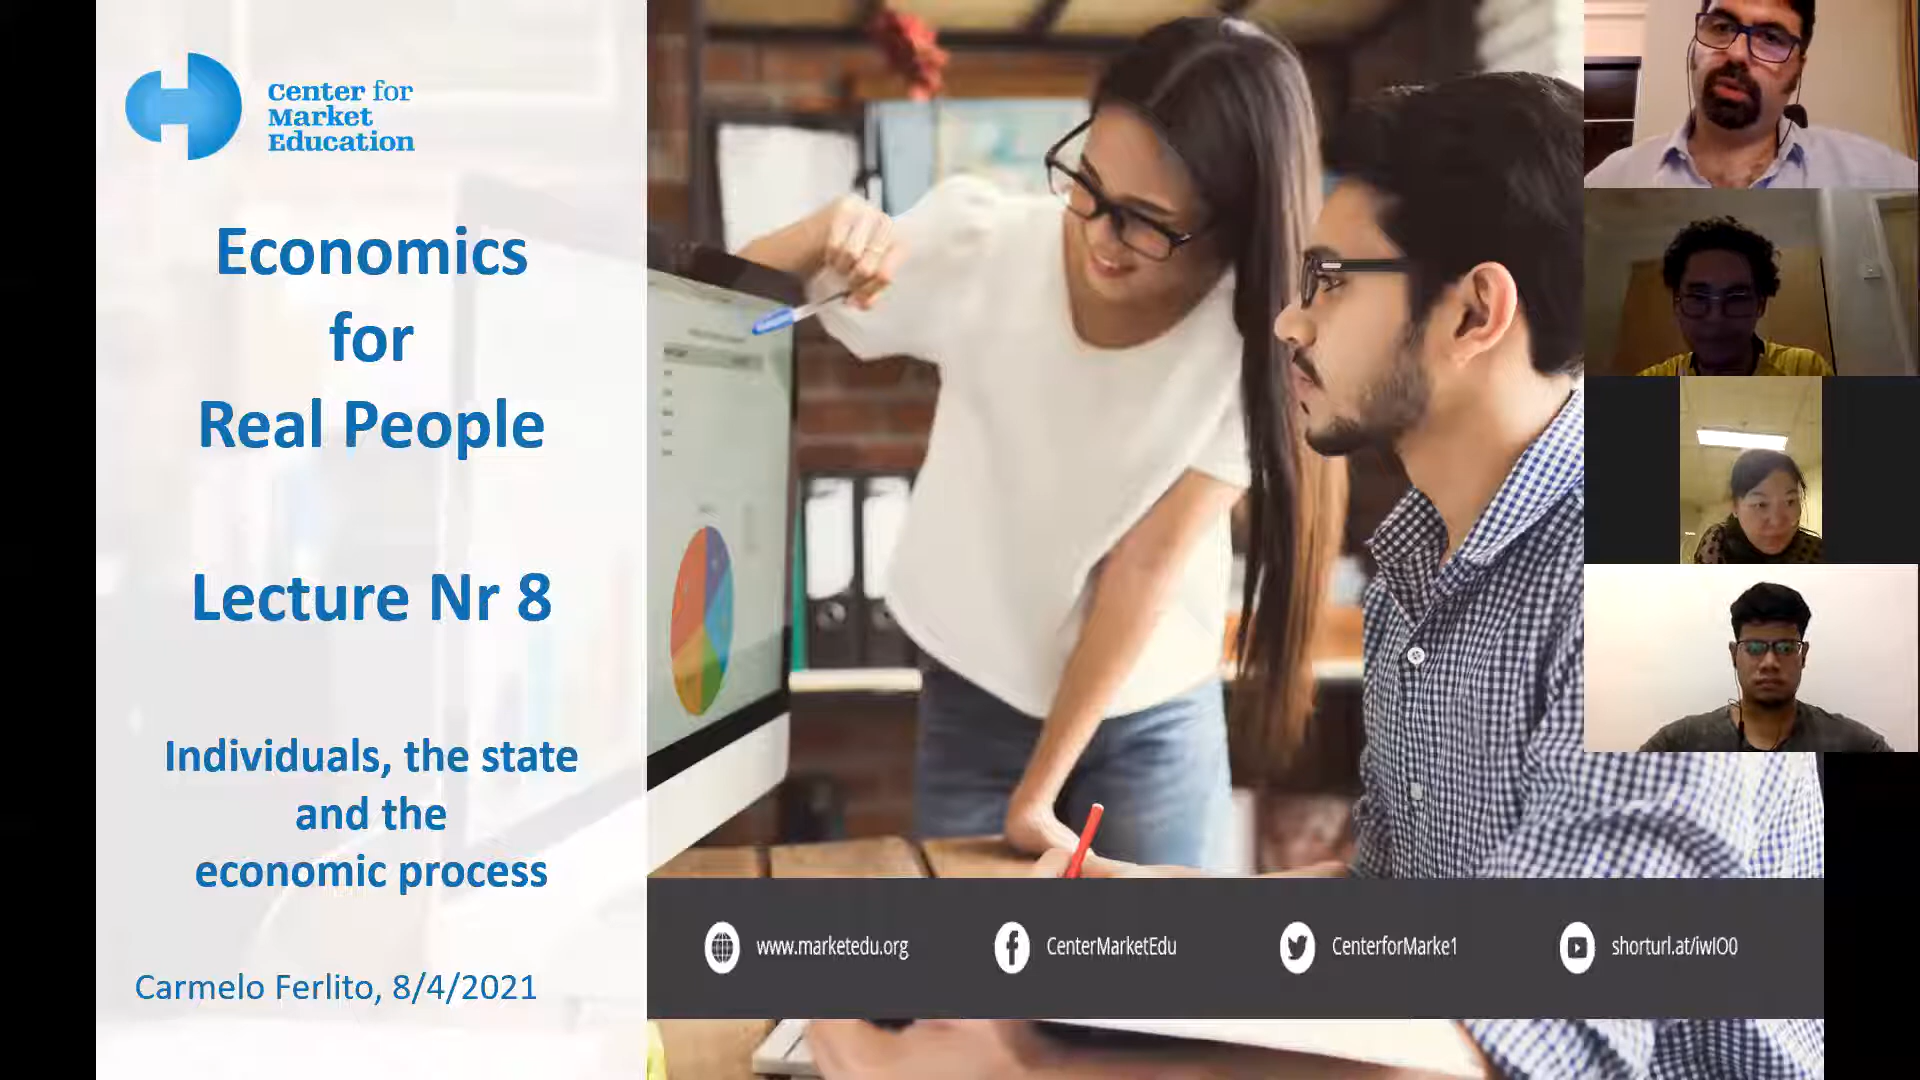 Center for
Market
Education
Economics
for
Real People
Lecture Nr 8
Individuals, the state
and the
economic process
Carmelo Ferlito, 8/4/2021
www.marketedu.org
CenterMarketEdu
CenterforMarke1
shorturl.at/iwIO0